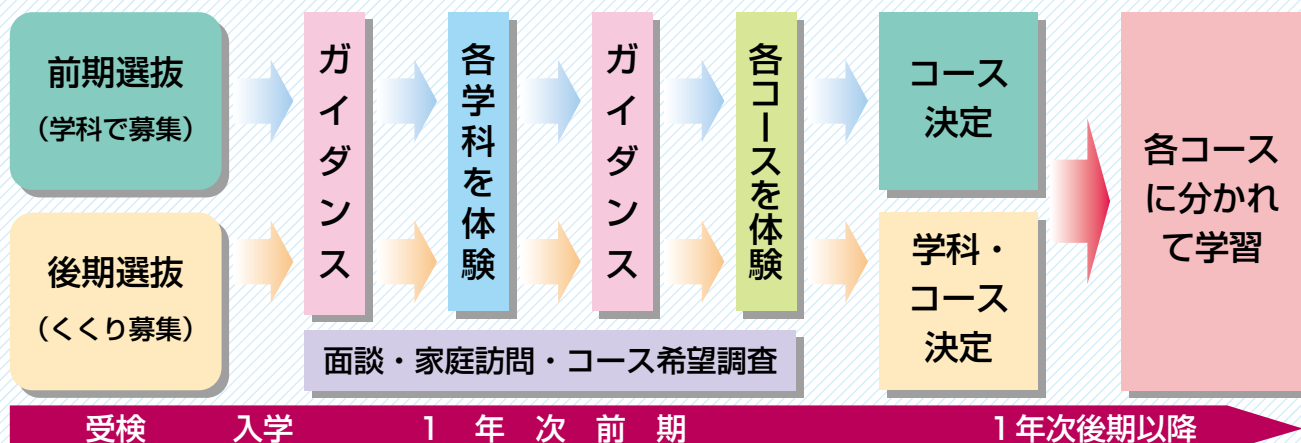 前期選抜
（学科で募集）
後期選抜
（くくり募集）
ガイダンス
各学科を体験
ガイダンス
各コースを体験
面談・家庭訪問・コース希望調査
コース
決定
学科・
コース
決定
各コース
に分かれ
て学習
受検 入学 1年次前期 1年次後期以降